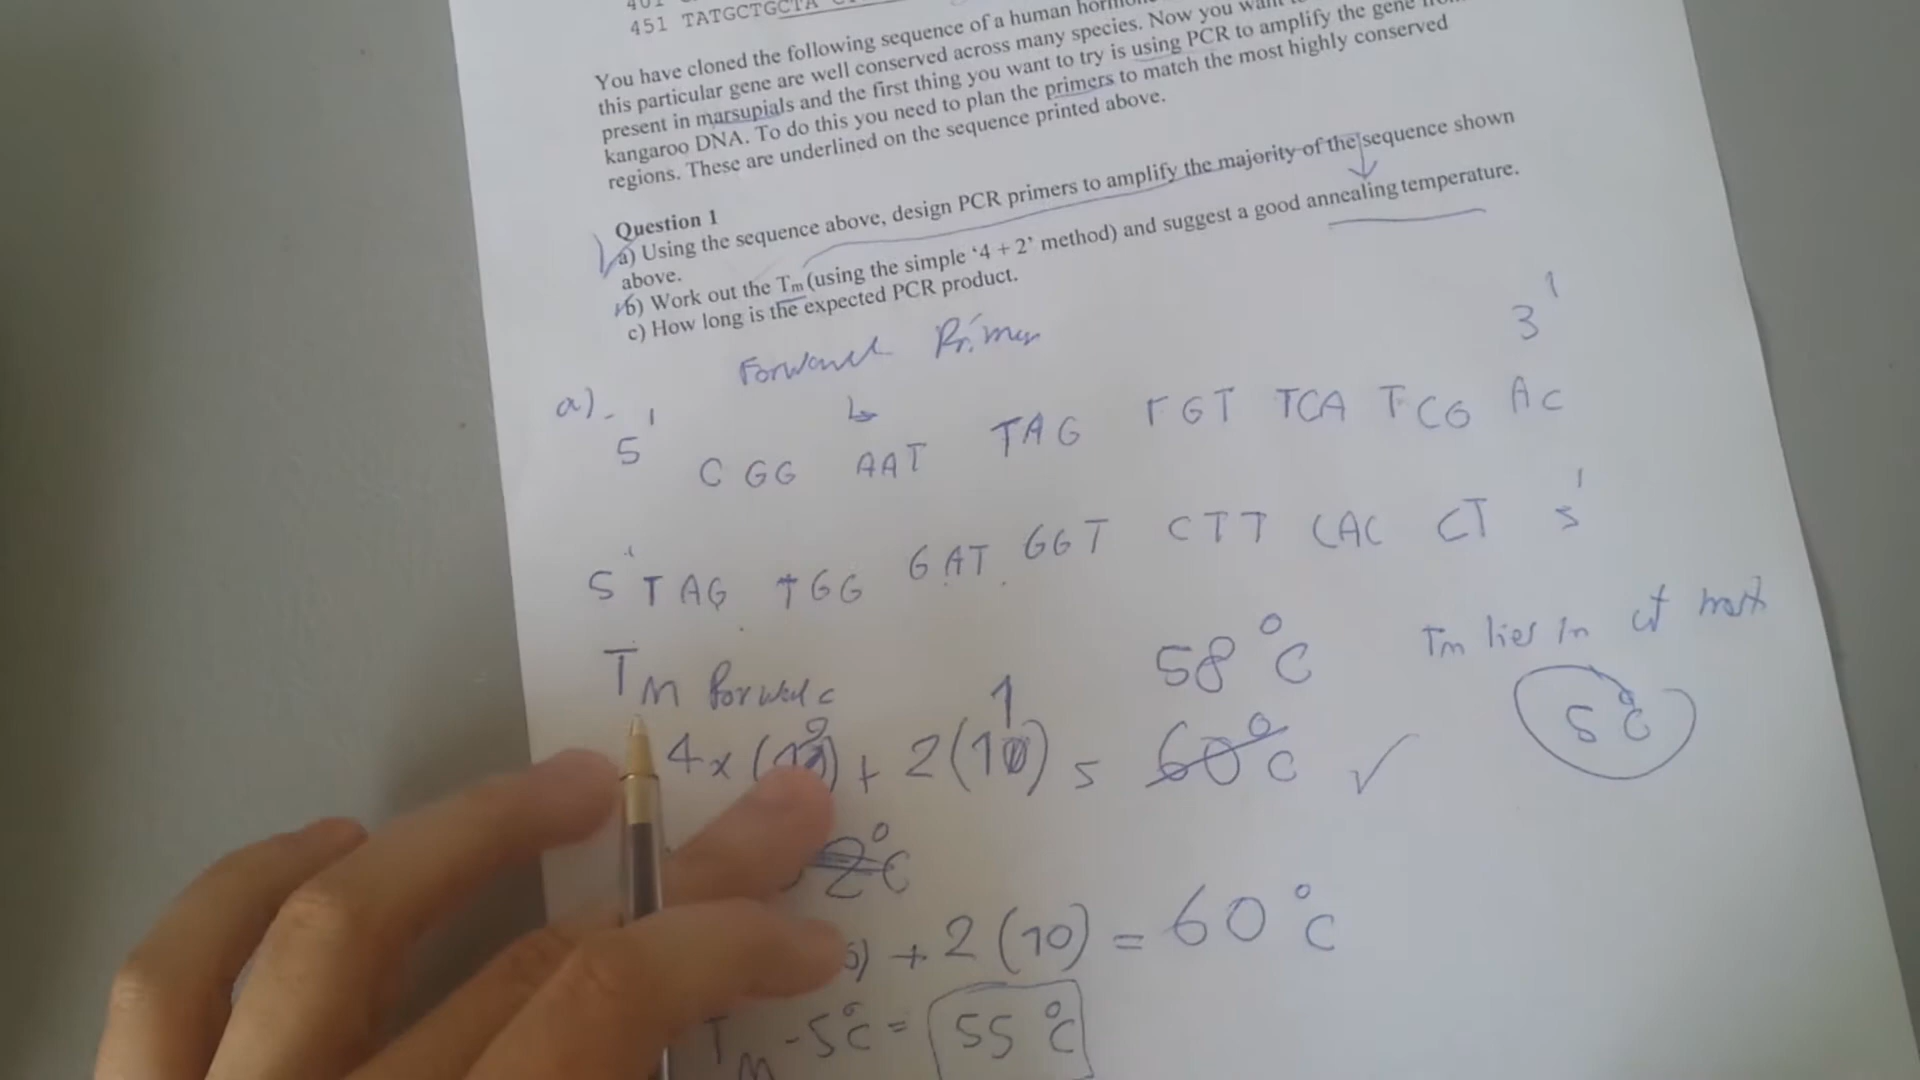 451 TATGCTGCTA
You have cloned the following sequence of a human
this particular gene are well conserved across many species. Now you want
present in marsupials and the first thing you want to try is using PCR to amplify the gene
kangaroo DNA. To do this you need to plan the primers to match the most highly conserved
regions. These are underlined on the sequence printed above.
Question 1
a) Using the sequence above, design PCR primers to amplify the majority of the sequence shown
above.
b) Work out the Tm (using the simple ‘4 + 2’ method) and suggest a good annealing temperature.
c) How long is the expected PCR product.
Forward Primer
a). 5' CGG AAT TAG TGT TCA TCG AC 3'
5' TAG TGG GAT GGT CTT CAC CT 3'
Tm Forward 58°C Tm lies in at most
4x( ) + 2( ) = 60°C ✓ 5°C
2°C
+ 2(10) = 60°C
Tm - 5°C = 55°C